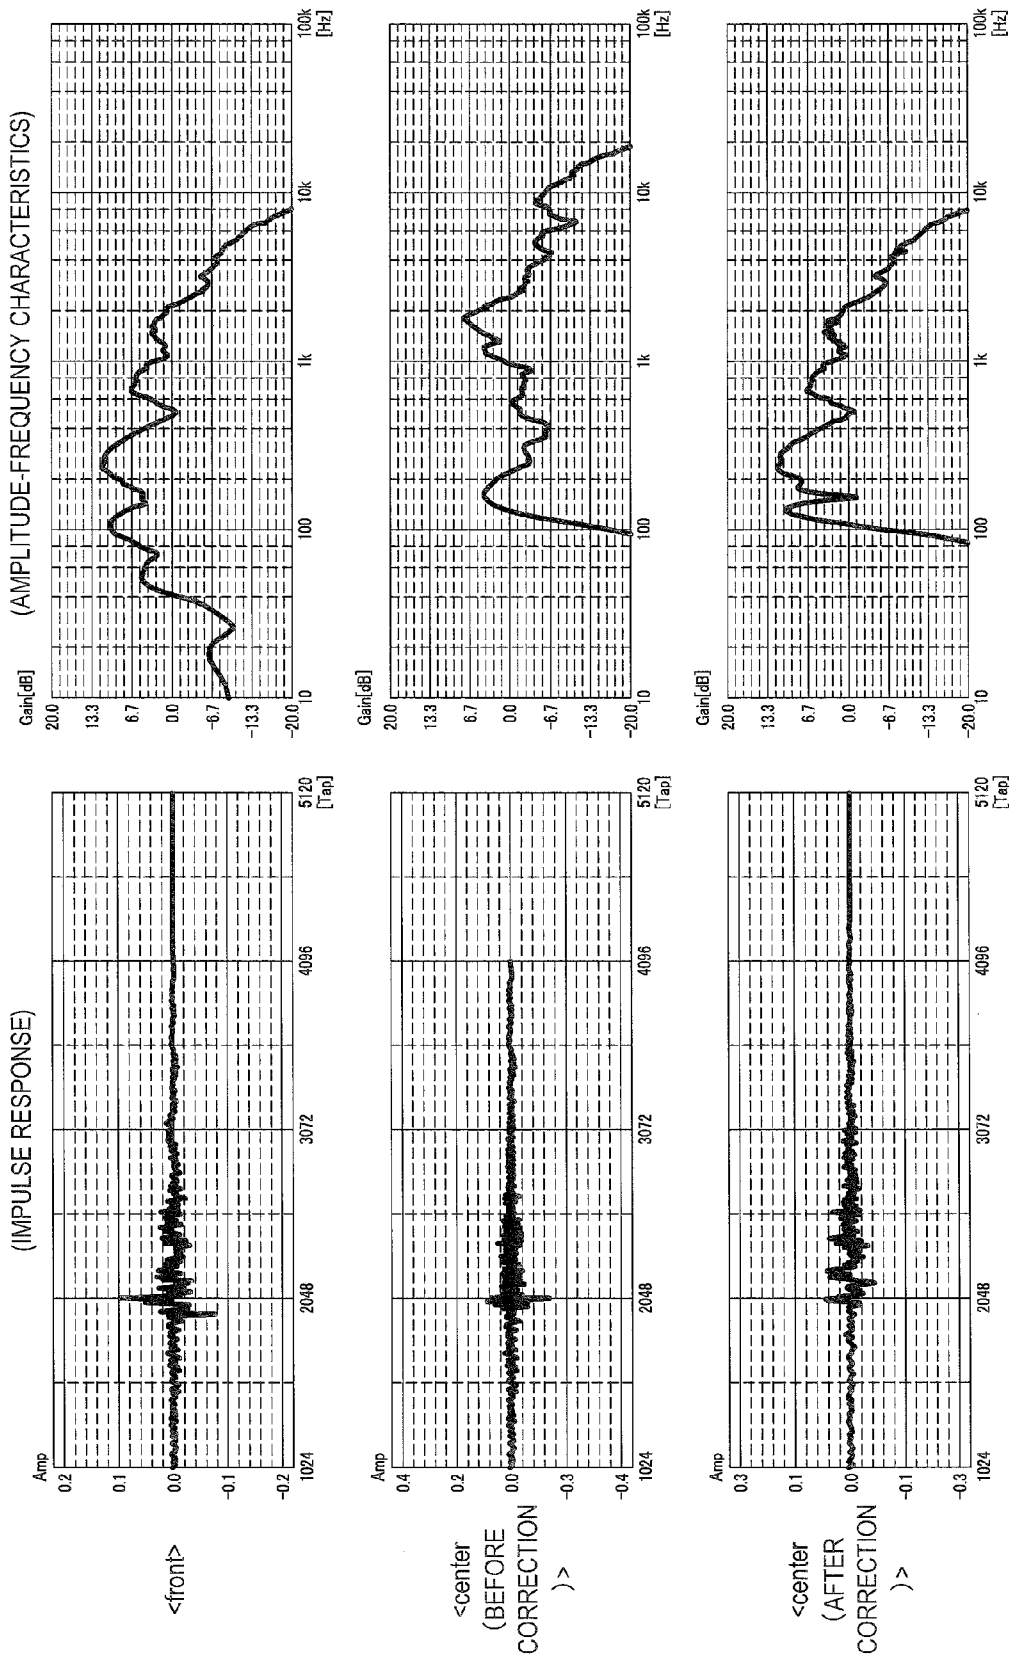 (IMPULSE RESPONSE)
(AMPLITUDE-FREQUENCY CHARACTERISTICS)
<front>
Amp
0.2
0.1
0.0
-0.1
-0.2
1024
2048
3072
4096
5120
[Tap]
Gain[dB]
20.0
13.3
6.7
0.0
-6.7
-13.3
-20.0
10
100
1k
10k
100k
[Hz]
<center
(BEFORE
CORRECTION
)>
Amp
0.4
0.2
0.0
-0.3
-0.4
1024
2048
3072
4096
5120
[Tap]
Gain[dB]
20.0
13.3
6.7
0.0
-6.7
-13.3
-20.0
10
100
1k
10k
100k
[Hz]
<center
(AFTER
CORRECTION
)>
Amp
0.3
0.1
0.0
-0.1
-0.3
1024
2048
3072
4096
5120
[Tap]
Gain[dB]
20.0
13.3
6.7
0.0
-6.7
-13.3
-20.0
10
100
1k
10k
100k
[Hz]